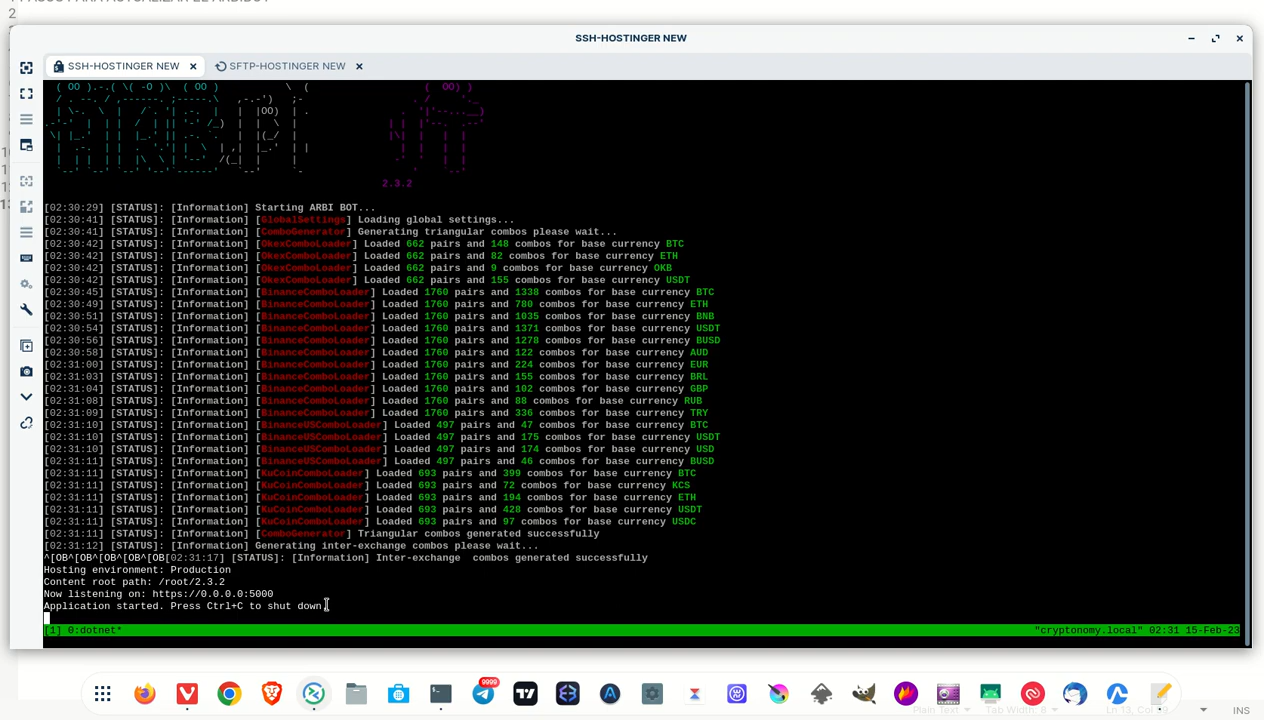 PASOS PARA ACTUALIZAR EL ARBIBOT
2
SSH-HOSTINGER NEW
SSH-HOSTINGER NEW
SFTP-HOSTINGER NEW
2.3.2
[02:30:29] [STATUS]: [Information] Starting ARBI BOT...
[02:30:41] [STATUS]: [Information] [GlobalSettings] Loading global settings...
[02:30:41] [STATUS]: [Information] [ComboGenerator] Generating triangular combos please wait...
[02:30:42] [STATUS]: [Information] [OkexComboLoader] Loaded 662 pairs and 148 combos for base currency BTC
[02:30:42] [STATUS]: [Information] [OkexComboLoader] Loaded 662 pairs and 82 combos for base currency ETH
[02:30:42] [STATUS]: [Information] [OkexComboLoader] Loaded 662 pairs and 9 combos for base currency OKB
[02:30:42] [STATUS]: [Information] [OkexComboLoader] Loaded 662 pairs and 155 combos for base currency USDT
[02:30:45] [STATUS]: [Information] [BinanceComboLoader] Loaded 1760 pairs and 1338 combos for base currency BTC
[02:30:49] [STATUS]: [Information] [BinanceComboLoader] Loaded 1760 pairs and 780 combos for base currency ETH
[02:30:51] [STATUS]: [Information] [BinanceComboLoader] Loaded 1760 pairs and 1035 combos for base currency BNB
[02:30:54] [STATUS]: [Information] [BinanceComboLoader] Loaded 1760 pairs and 1371 combos for base currency USDT
[02:30:56] [STATUS]: [Information] [BinanceComboLoader] Loaded 1760 pairs and 1278 combos for base currency BUSD
[02:30:58] [STATUS]: [Information] [BinanceComboLoader] Loaded 1760 pairs and 122 combos for base currency AUD
[02:31:00] [STATUS]: [Information] [BinanceComboLoader] Loaded 1760 pairs and 224 combos for base currency EUR
[02:31:03] [STATUS]: [Information] [BinanceComboLoader] Loaded 1760 pairs and 155 combos for base currency BRL
[02:31:04] [STATUS]: [Information] [BinanceComboLoader] Loaded 1760 pairs and 102 combos for base currency GBP
[02:31:08] [STATUS]: [Information] [BinanceComboLoader] Loaded 1760 pairs and 88 combos for base currency RUB
[02:31:09] [STATUS]: [Information] [BinanceComboLoader] Loaded 1760 pairs and 336 combos for base currency TRY
[02:31:10] [STATUS]: [Information] [BinanceUSComboLoader] Loaded 497 pairs and 47 combos for base currency BTC
[02:31:10] [STATUS]: [Information] [BinanceUSComboLoader] Loaded 497 pairs and 175 combos for base currency USDT
[02:31:10] [STATUS]: [Information] [BinanceUSComboLoader] Loaded 497 pairs and 174 combos for base currency USD
[02:31:11] [STATUS]: [Information] [BinanceUSComboLoader] Loaded 497 pairs and 46 combos for base currency BUSD
[02:31:11] [STATUS]: [Information] [KuCoinComboLoader] Loaded 693 pairs and 399 combos for base currency BTC
[02:31:11] [STATUS]: [Information] [KuCoinComboLoader] Loaded 693 pairs and 72 combos for base currency KCS
[02:31:11] [STATUS]: [Information] [KuCoinComboLoader] Loaded 693 pairs and 194 combos for base currency ETH
[02:31:11] [STATUS]: [Information] [KuCoinComboLoader] Loaded 693 pairs and 428 combos for base currency USDT
[02:31:11] [STATUS]: [Information] [KuCoinComboLoader] Loaded 693 pairs and 97 combos for base currency USDC
[02:31:11] [STATUS]: [Information] [ComboGenerator] Triangular combos generated successfully
[02:31:12] [STATUS]: [Information] Generating inter-exchange combos please wait...
^[OB^[OB^[OB^[OB^[OB[02:31:17] [STATUS]: [Information] Inter-exchange  combos generated successfully
Hosting environment: Production
Content root path: /root/2.3.2
Now listening on: https://0.0.0.0:5000
Application started. Press Ctrl+C to shut down.
[1] 0:dotnet* "cryptonomy.local" 02:31 15-Feb-23
9999
Plain Text Tab Width: 8 INS